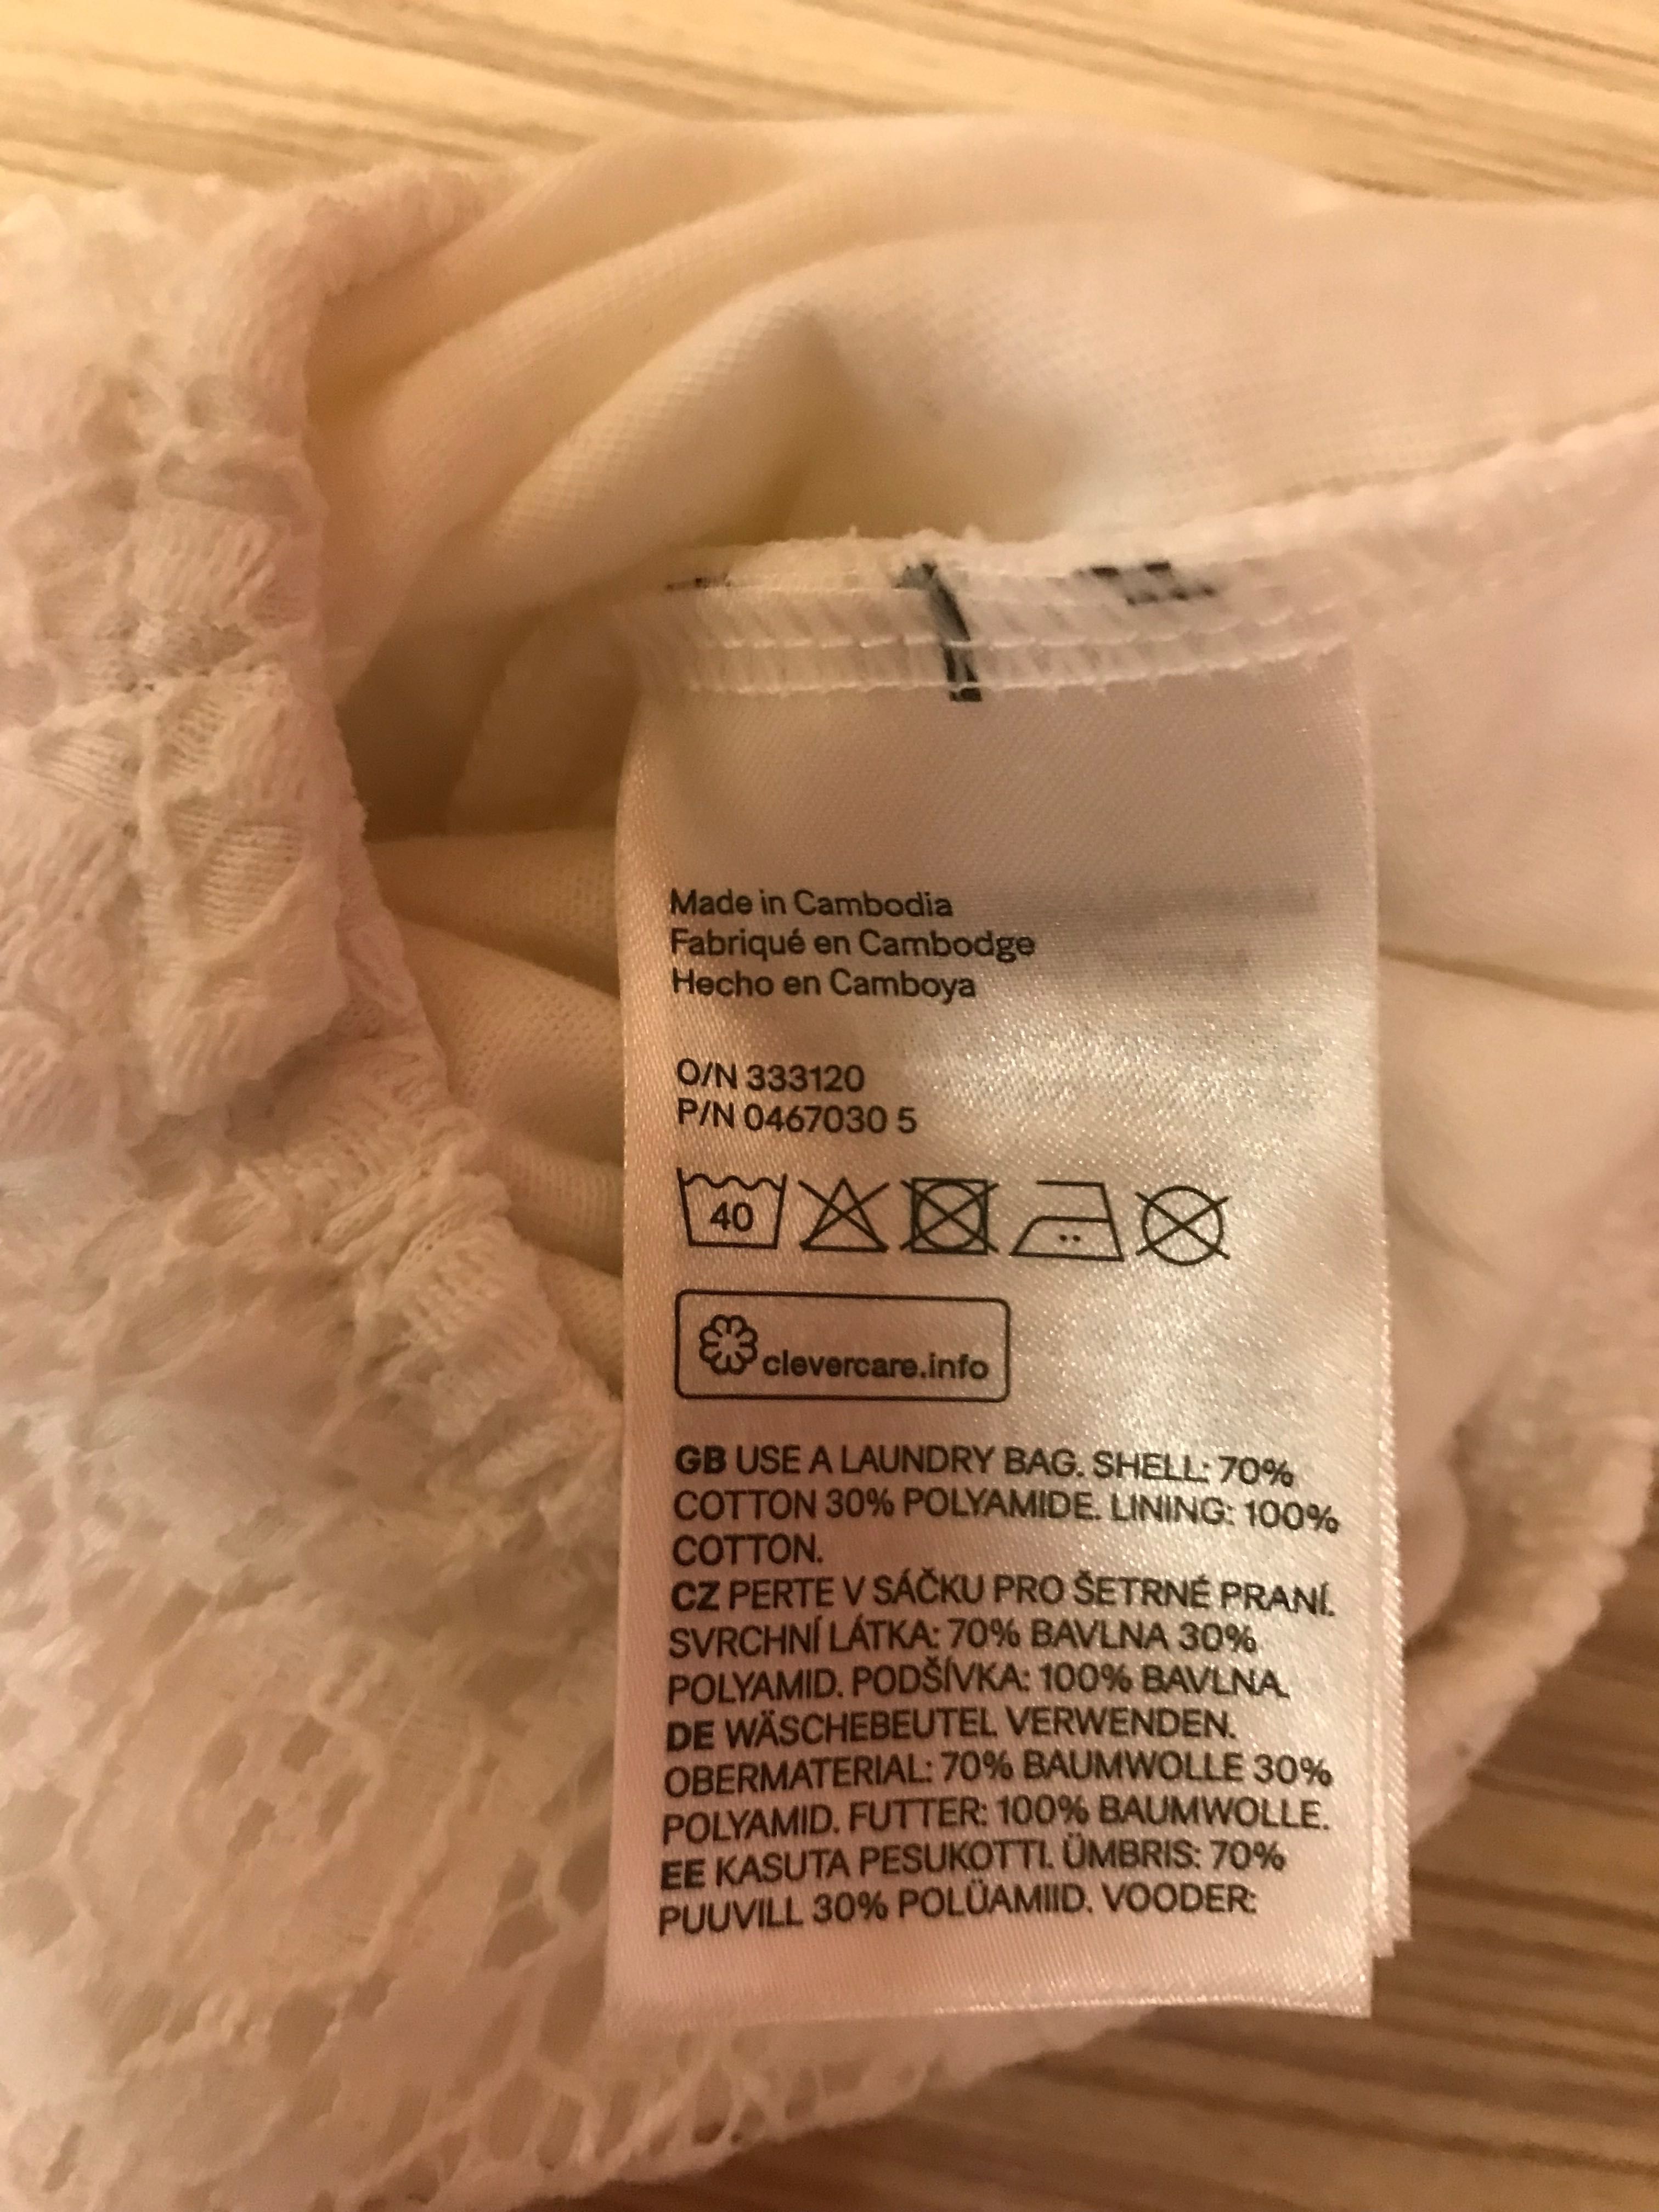 Made in Cambodia
Fabriqué en Cambodge
Hecho en Camboya
O/N 333120
P/N 0467030 5
40
clevercare.info
GB USE A LAUNDRY BAG. SHELL: 70%
COTTON 30% POLYAMIDE. LINING: 100%
COTTON.
CZ PERTE V SÁČKU PRO ŠETRNÉ PRANÍ.
SVRCHNÍ LÁTKA: 70% BAVLNA 30%
POLYAMID. PODŠÍVKA: 100% BAVLNA.
DE WÄSCHEBEUTEL VERWENDEN.
OBERMATERIAL: 70% BAUMWOLLE 30%
POLYAMID. FUTTER: 100% BAUMWOLLE.
EE KASUTA PESUKOTTI. ÜMBRIS: 70%
PUUVILL 30% POLÜAMIID. VOODER: